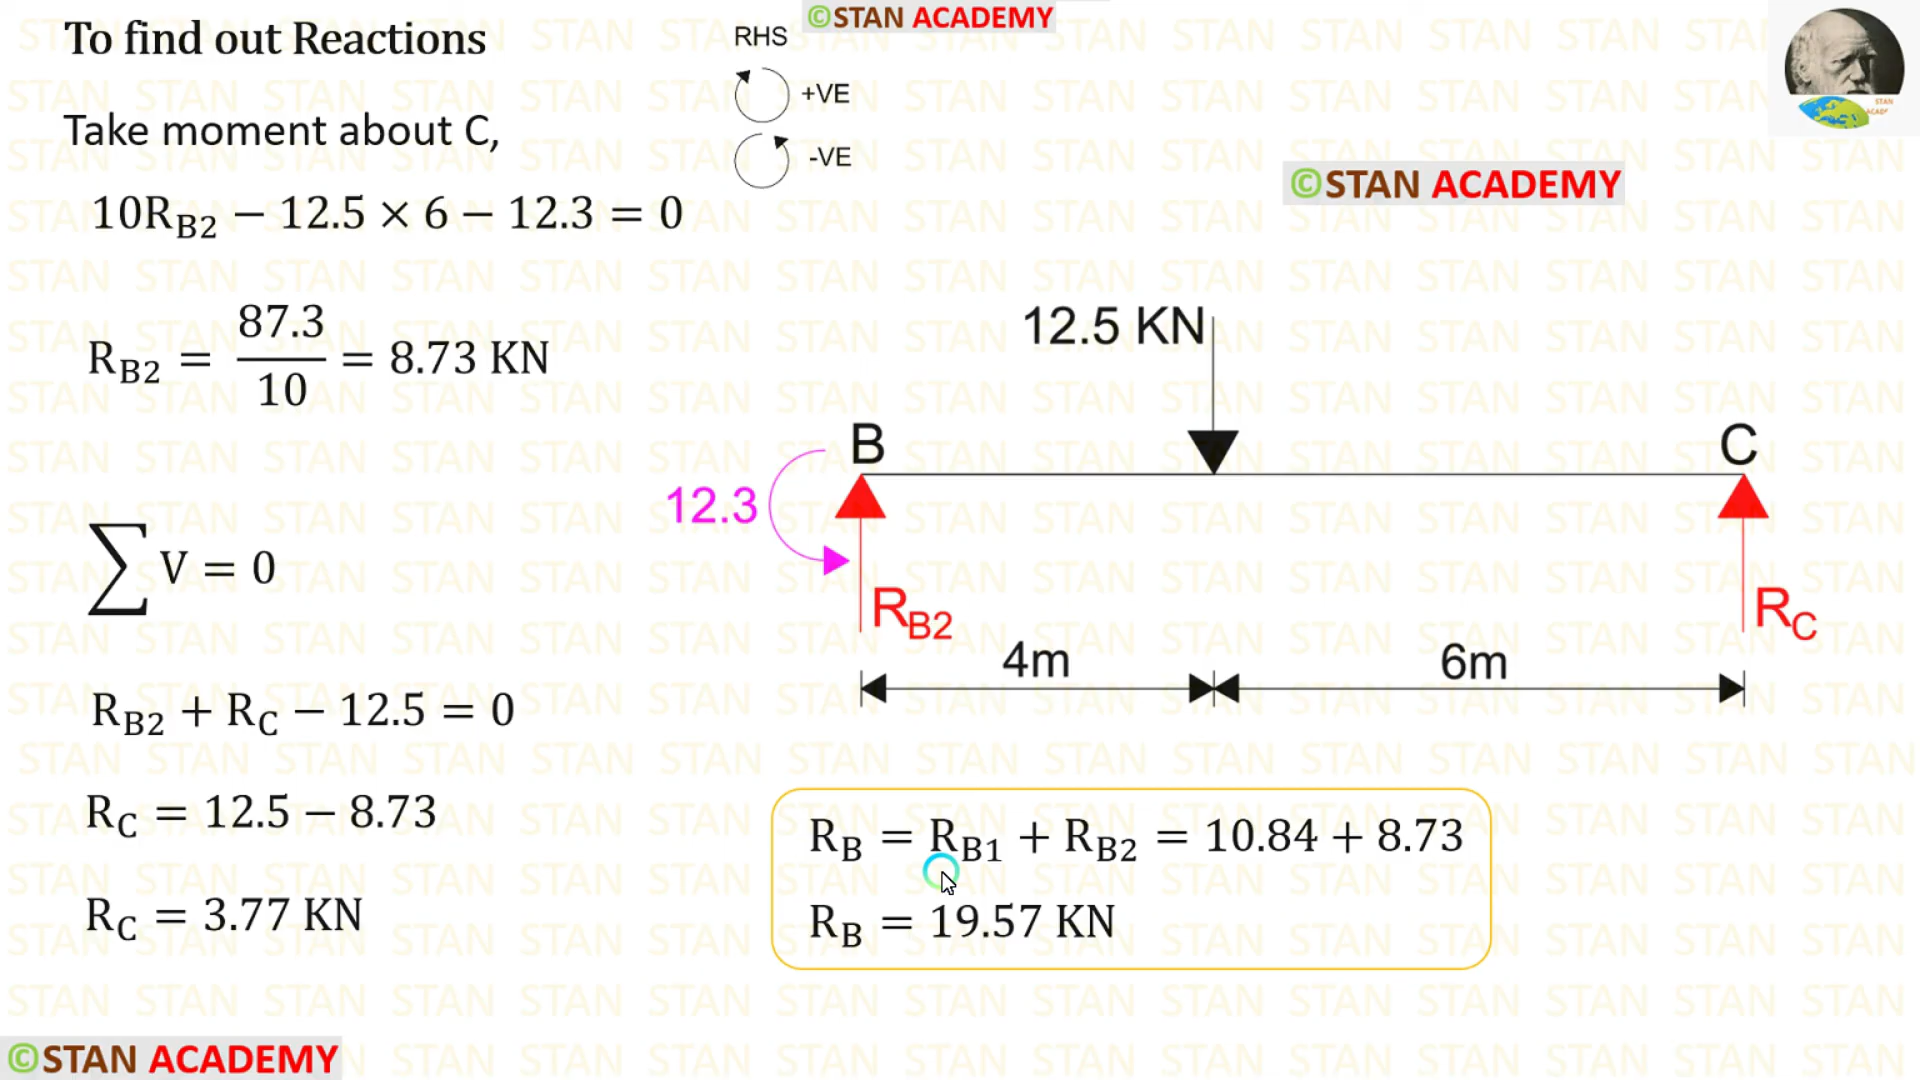 ©STAN ACADEMY
To find out Reactions
RHS
+VE
-VE
STAN
ACADY
Take moment about C,
©STAN ACADEMY
10R_B2 − 12.5 × 6 − 12.3 = 0
R_B2 = 87.3/10 = 8.73 KN
12.5 KN
B
C
12.3
R_B2
R_C
4m
6m
∑ V = 0
R_B2 + R_C − 12.5 = 0
R_C = 12.5 − 8.73
R_C = 3.77 KN
R_B = R_B1 + R_B2 = 10.84 + 8.73
R_B = 19.57 KN
©STAN ACADEMY